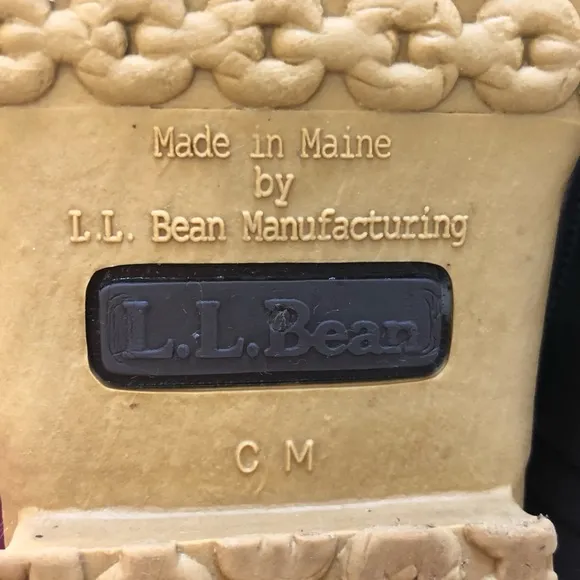 Made in Maine
by
L.L. Bean Manufacturing
L.L.Bean
C M